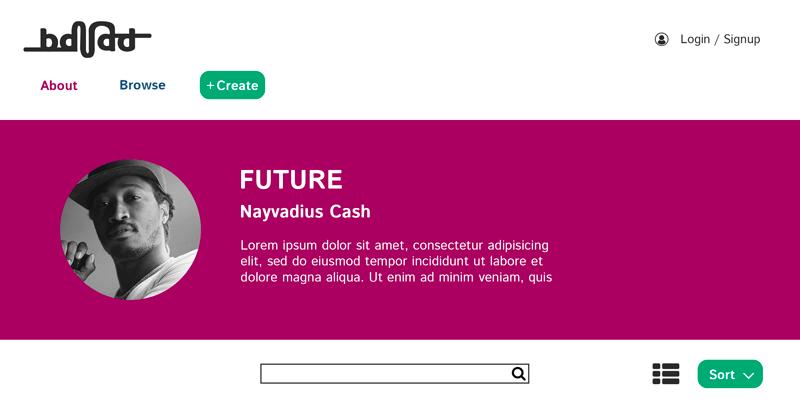 Login / Signup
About
Browse
+ Create
FUTURE
Nayvadius Cash
Lorem ipsum dolor sit amet, consectetur adipisicing
elit, sed do eiusmod tempor incididunt ut labore et
dolore magna aliqua. Ut enim ad minim veniam, quis
Sort